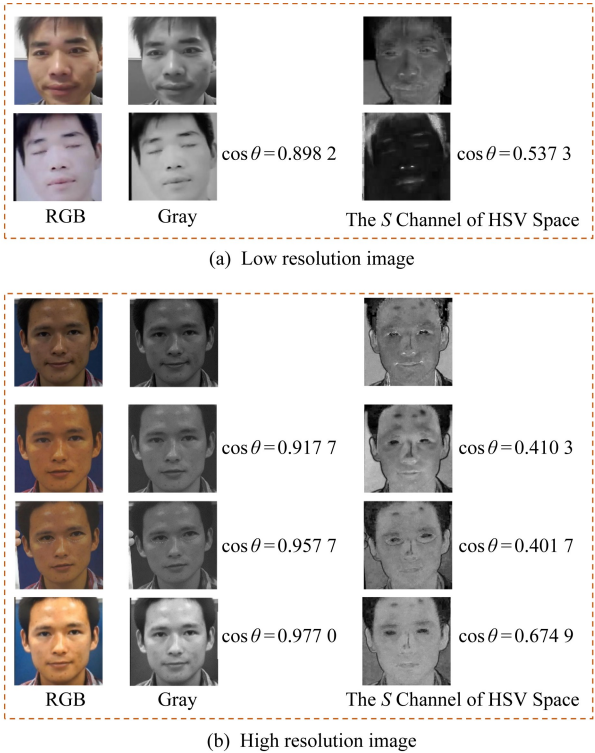 cos θ = 0.898 2 cos θ = 0.537 3
RGB Gray The S Channel of HSV Space
(a) Low resolution image
cos θ = 0.917 7 cos θ = 0.410 3
cos θ = 0.957 7 cos θ = 0.401 7
cos θ = 0.977 0 cos θ = 0.674 9
RGB Gray The S Channel of HSV Space
(b) High resolution image